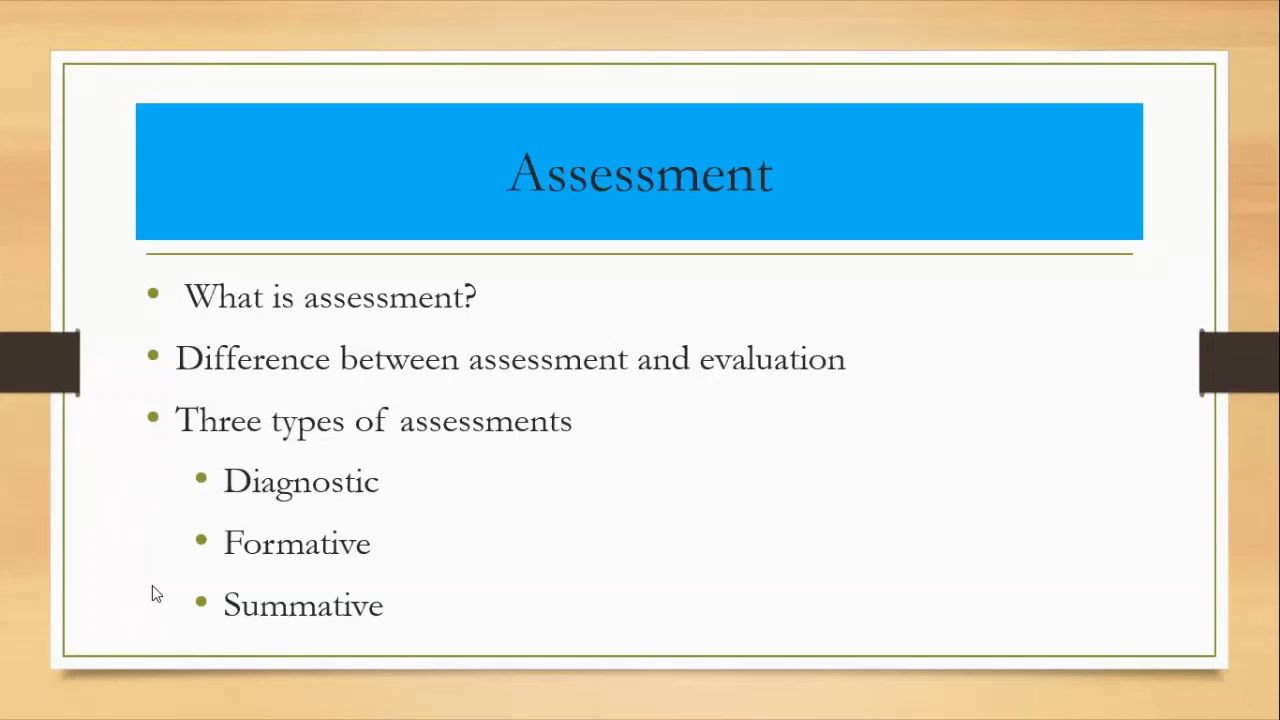 Assessment
• What is assessment?
• Difference between assessment and evaluation
• Three types of assessments
• Diagnostic
• Formative
• Summative